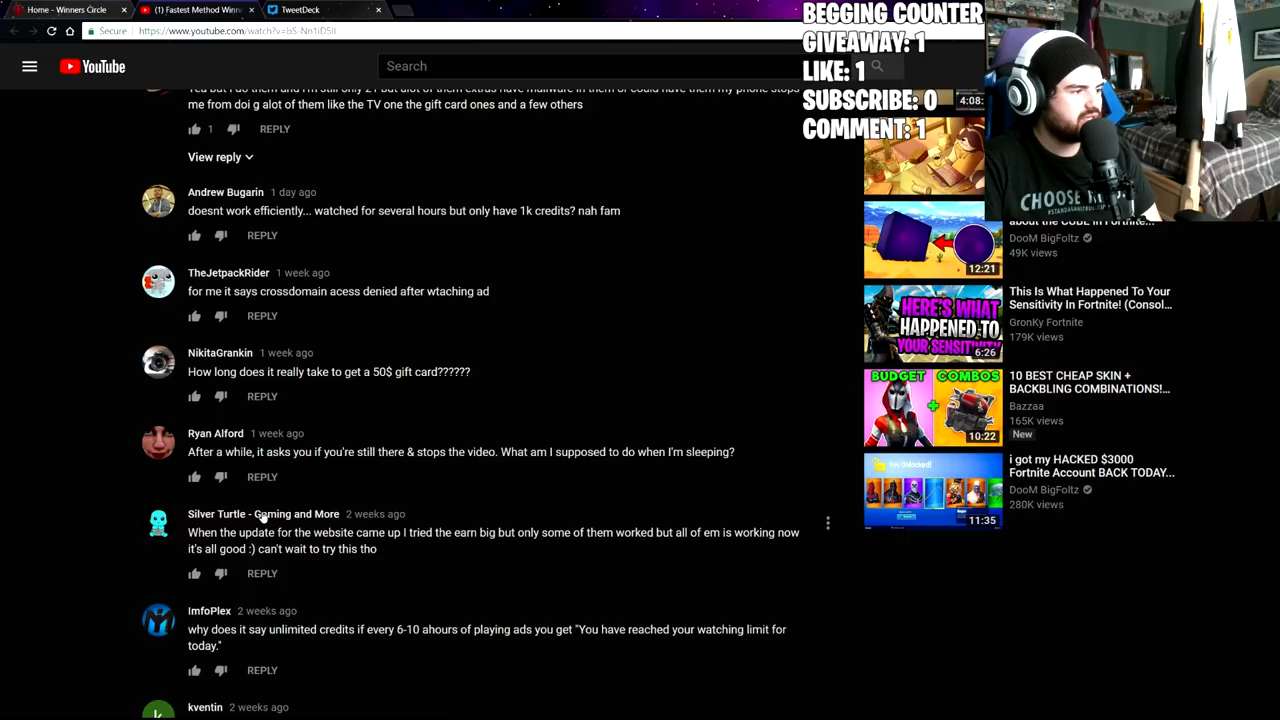 Home - Winners Circle
(1) Fastest Method Winn
TweetDeck
Secure
https://www.youtube.com/watch?v=bS-Nn1iD5II
YouTube
Search
BEGGING COUNTER
GIVEAWAY: 1
LIKE: 1
SUBSCRIBE: 0
COMMENT: 1
me from doi g alot of them like the TV one the gift card ones and a few others
1
REPLY
View reply
Andrew Bugarin 1 day ago
doesnt work efficiently... watched for several hours but only have 1k credits? nah fam
REPLY
TheJetpackRider 1 week ago
for me it says crossdomain acess denied after wtaching ad
REPLY
NikitaGrankin 1 week ago
How long does it really take to get a 50$ gift card??????
REPLY
Ryan Alford 1 week ago
After a while, it asks you if you're still there & stops the video. What am I supposed to do when I'm sleeping?
REPLY
Silver Turtle - Gaming and More 2 weeks ago
When the update for the website came up I tried the earn big but only some of them worked but all of em is working now
it's all good :) can't wait to try this tho
REPLY
ImfoPlex 2 weeks ago
why does it say unlimited credits if every 6-10 ahours of playing ads you get "You have reached your watching limit for
today."
REPLY
k
kventin 2 weeks ago
4:08:
CHOOSE
about the CUBE in Fortnite...
DooM BigFoltz
49K views
12:21
This Is What Happened To Your
Sensitivity In Fortnite! (Consol...
GronKy Fortnite
179K views
HERE'S WHAT
HAPPENED TO
YOUR SENSITIVITY
6:26
10 BEST CHEAP SKIN +
BACKBLING COMBINATIONS!...
Bazzaa
165K views
New
BUDGET COMBOS
10:22
i got my HACKED $3000
Fortnite Account BACK TODAY...
DooM BigFoltz
280K views
You Unlocked!
11:35